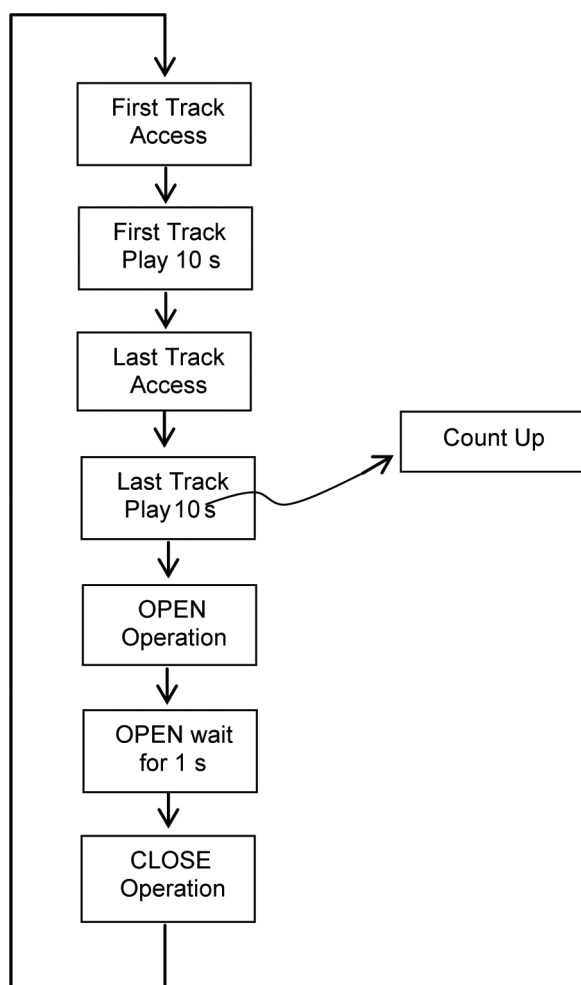 First Track
Access
First Track
Play 10 s
Last Track
Access
Last Track
Play 10 s
Count Up
OPEN
Operation
OPEN wait
for 1 s
CLOSE
Operation